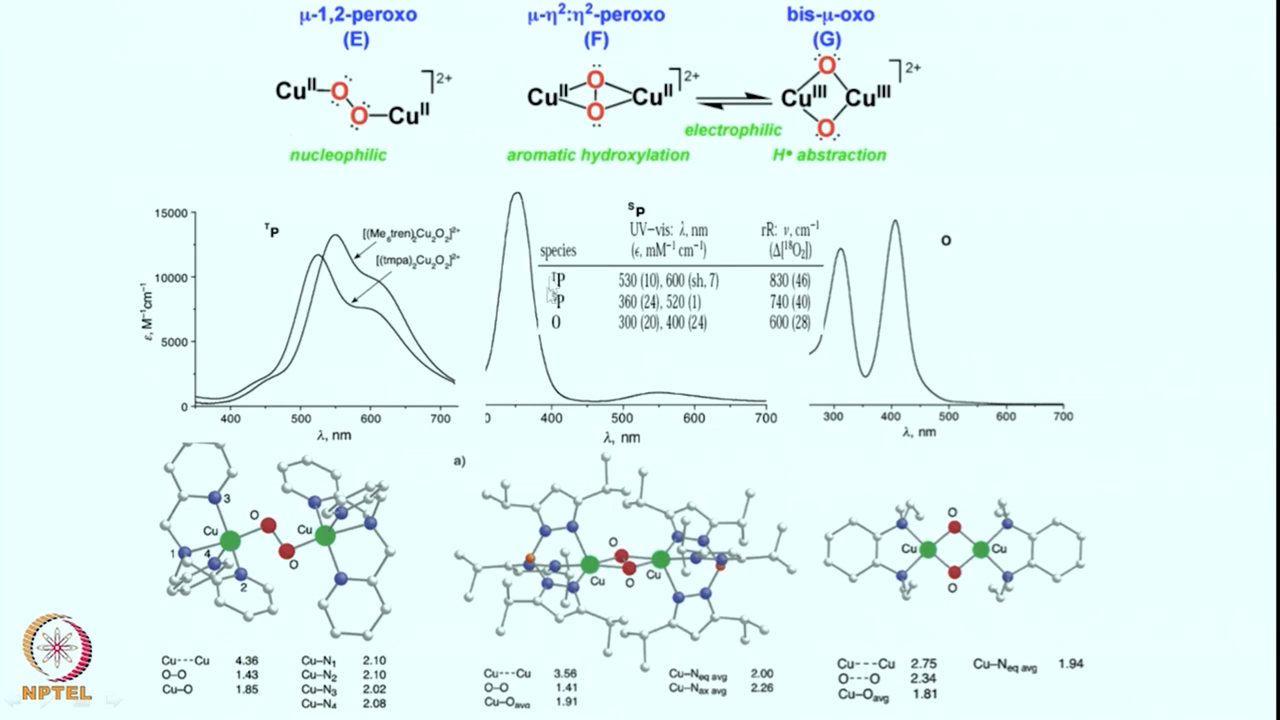 μ-1,2-peroxo
(E)
Cu^II–O
O–Cu^II
]2+
nucleophilic
μ-η²:η²-peroxo
(F)
Cu^II O O Cu^II
]2+
aromatic hydroxylation
electrophilic
bis-μ-oxo
(G)
O
Cu^III Cu^III
O
]2+
H• abstraction
15000
10000
5000
0
ε, M⁻¹cm⁻¹
ᵀP
[(Me₆tren)₂Cu₂O₂]²⁺
[(tmpa)₂Cu₂O₂]²⁺
400 500 600 700
λ, nm
ˢP
UV–vis: λ, nm rR: ν, cm⁻¹
species (ϵ, mM⁻¹ cm⁻¹) (Δ[¹⁸O₂])
ᵀP 530 (10), 600 (sh, 7) 830 (46)
P 360 (24), 520 (1) 740 (40)
O 300 (20), 400 (24) 600 (28)
0 400 500 600 700
λ, nm
O
300 400 500 600 700
λ, nm
3
O
Cu Cu
1 4
O
2
Cu---Cu 4.36
O–O 1.43
Cu–O 1.85
Cu–N₁ 2.10
Cu–N₂ 2.10
Cu–N₃ 2.02
Cu–N₄ 2.08
a)
O
Cu O Cu
Cu---Cu 3.56
O–O 1.41
Cu–Oavg 1.91
Cu–Neq avg 2.00
Cu–Nax avg 2.26
O
Cu Cu
O
Cu---Cu 2.75
O---O 2.34
Cu–Oavg 1.81
Cu–Neq avg 1.94
NPTEL